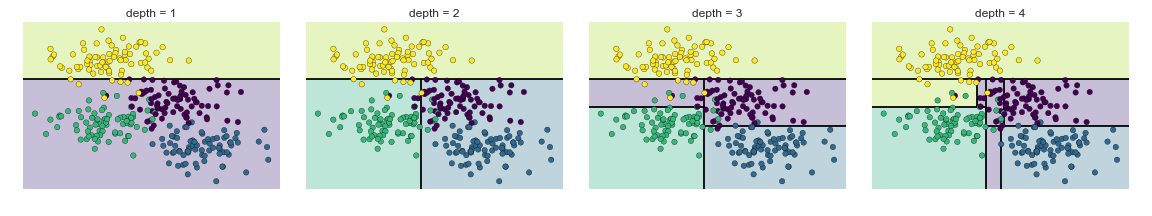 depth = 1
depth = 2
depth = 3
depth = 4